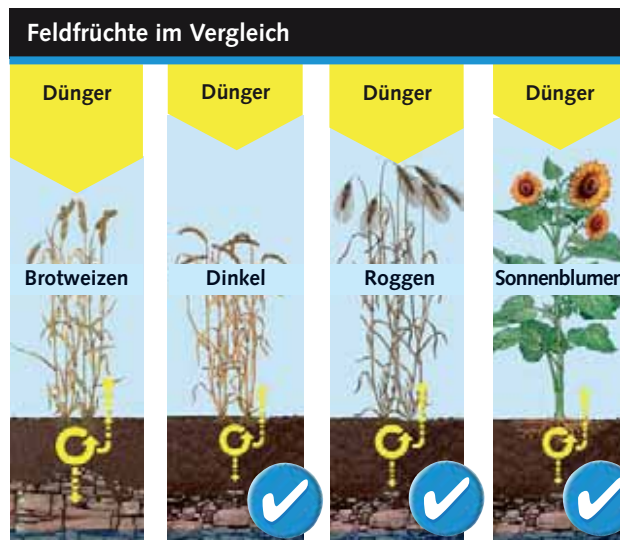 Feldfrüchte im Vergleich
Dünger
Dünger
Dünger
Dünger
Brotweizen
Dinkel
Roggen
Sonnenblumen